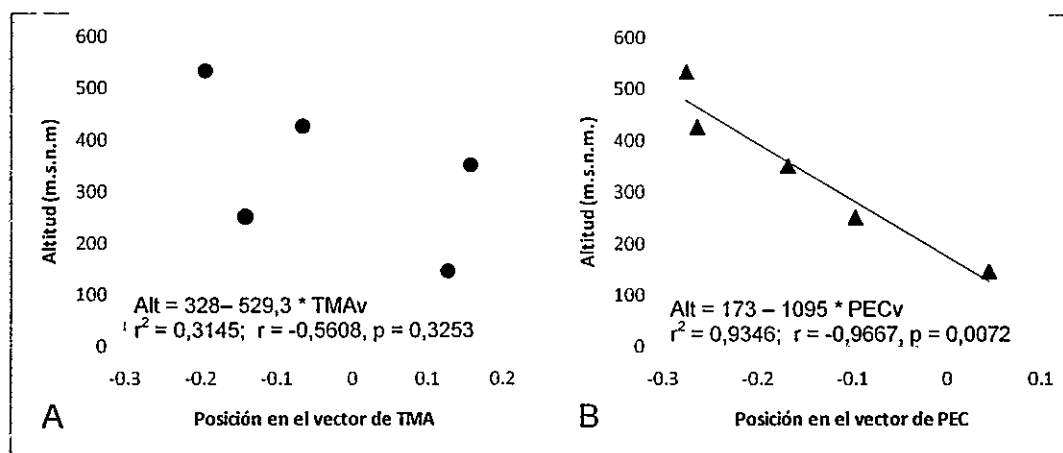 600
500
400
300
200
100
0
Altitud (m.s.n.m)
Alt = 328– 529,3 * TMAv
r² = 0,3145; r = -0,5608, p = 0,3253
-0.3
-0.2
-0.1
0
0.1
0.2
A
Posición en el vector de TMA
600
500
400
300
200
100
0
Altitud (m.s.n.m.)
Alt = 173 – 1095 * PECv
r² = 0,9346; r = -0,9667, p = 0,0072
-0.3
-0.2
-0.1
0
0.1
B
Posición en el vector de PEC